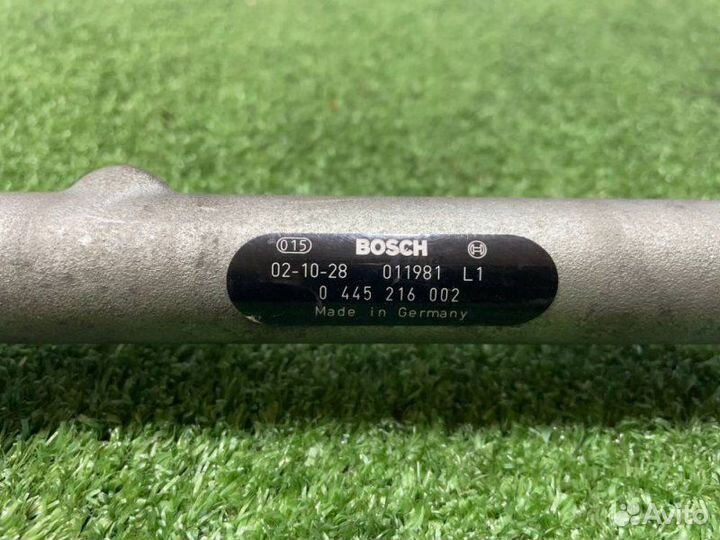 015 BOSCH
02-10-28 011981 L1
0 445 216 002
Made in Germany
Avito